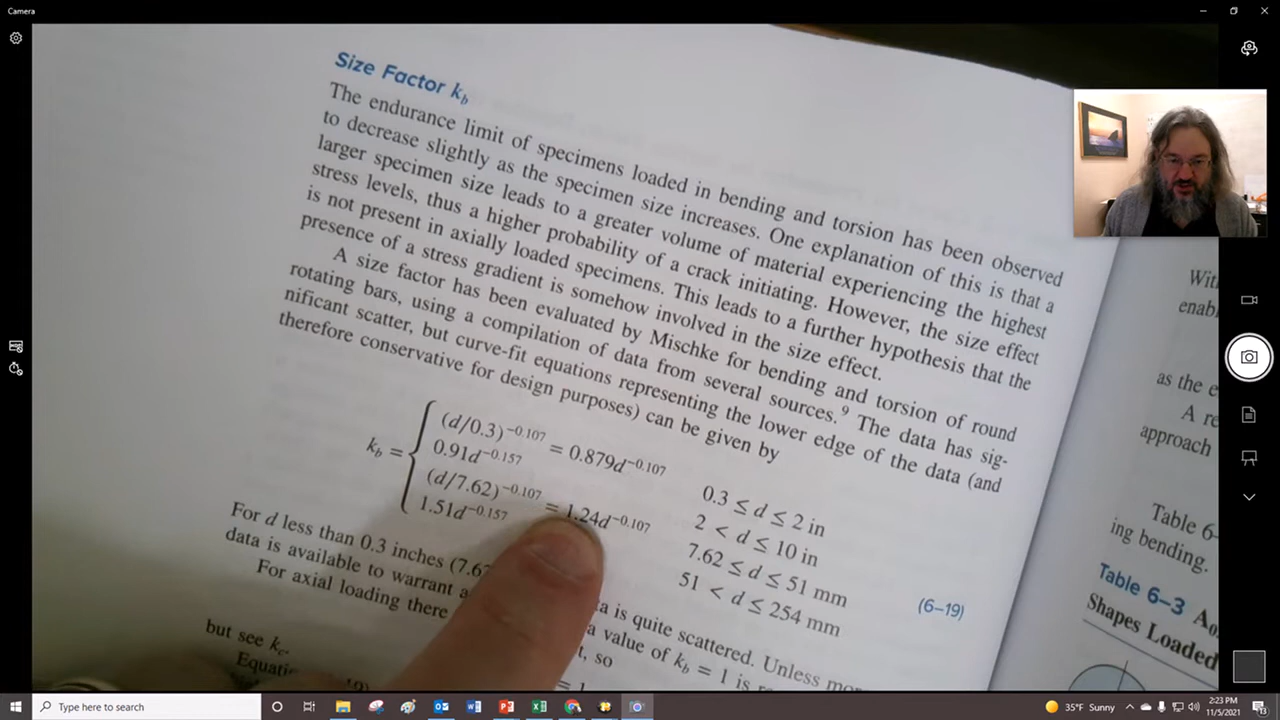 Camera
Size Factor kb
The endurance limit of specimens loaded in bending and torsion has been observed
to decrease slightly as the specimen size increases. One explanation of this is that a
larger specimen size leads to a greater volume of material experiencing the highest
stress levels, thus a higher probability of a crack initiating. However, the size effect
is not present in axially loaded specimens. This leads to a further hypothesis that the
presence of a stress gradient is somehow involved in the size effect.
A size factor has been evaluated by Mischke for bending and torsion of round
rotating bars, using a compilation of data from several sources.⁹ The data has sig-
nificant scatter, but curve-fit equations representing the lower edge of the data (and
therefore conservative for design purposes) can be given by
kb =
(d/0.3)^−0.107 = 0.879d^−0.107 0.3 ≤ d ≤ 2 in
0.91d^−0.157 2 < d ≤ 10 in
(d/7.62)^−0.107 = 1.24d^−0.107 7.62 ≤ d ≤ 51 mm
1.51d^−0.157 51 < d ≤ 254 mm
(6–19)
For d less than 0.3 inches (7.6 is quite scattered. Unless
data is available to warrant a value of kb = 1 is
For axial loading there so
but see kc.
= 1
as the
approach
Table 6-
ing bending.
Table 6–3
Shapes Loaded
Type here to search
35°F Sunny
2:23 PM
11/5/2021